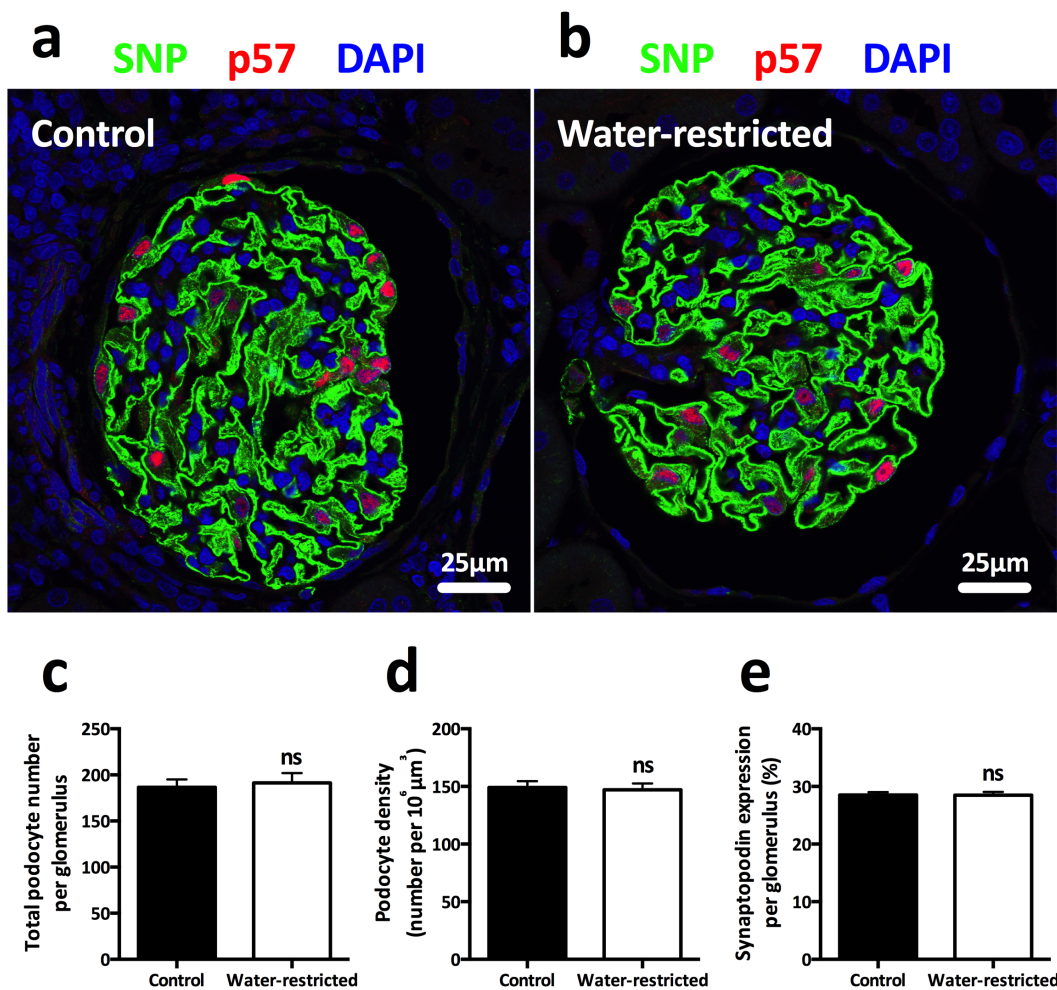 a
SNP p57 DAPI
b
SNP p57 DAPI
Control
Water-restricted
25μm
25μm
c
Total podocyte number
per glomerulus
250
200
150
100
50
0
ns
Control Water-restricted
d
Podocyte density
(number per 10⁶ μm³)
200
150
100
50
0
ns
Control Water-restricted
e
Synaptopodin expression
per glomerulus (%)
40
30
20
10
0
ns
Control Water-restricted